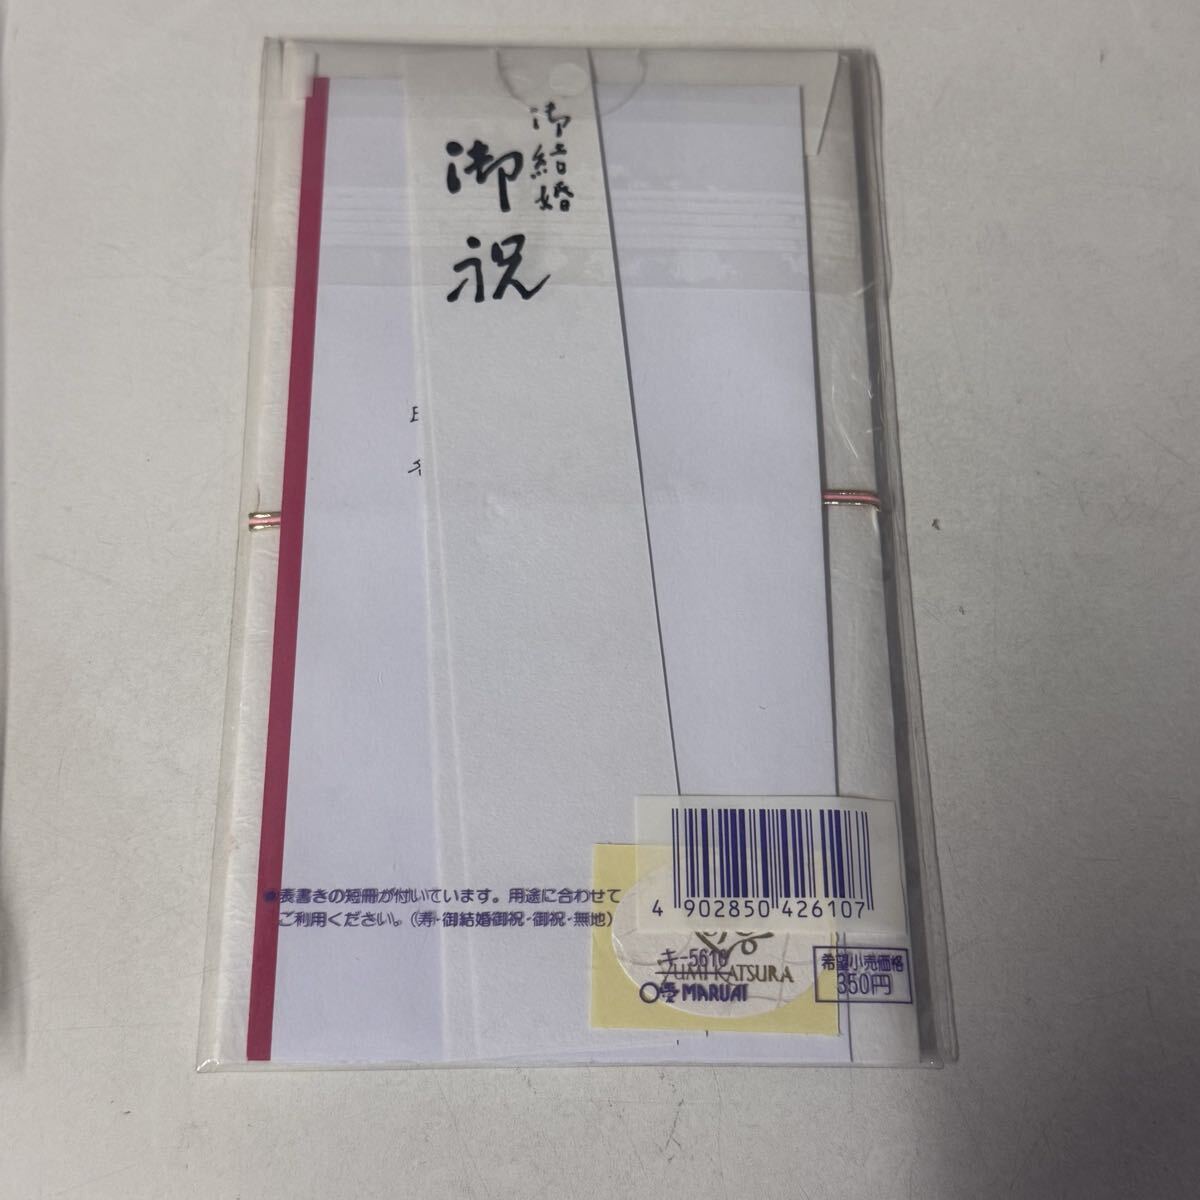 御結婚
御祝
●表書きの短冊が付いています。用途に合わせて
ご利用ください。(寿・御結婚御祝・御祝・無地)
4 902850 426107
キ-5610
YUMI KATSURA
MARUAI
希望小売価格
350円